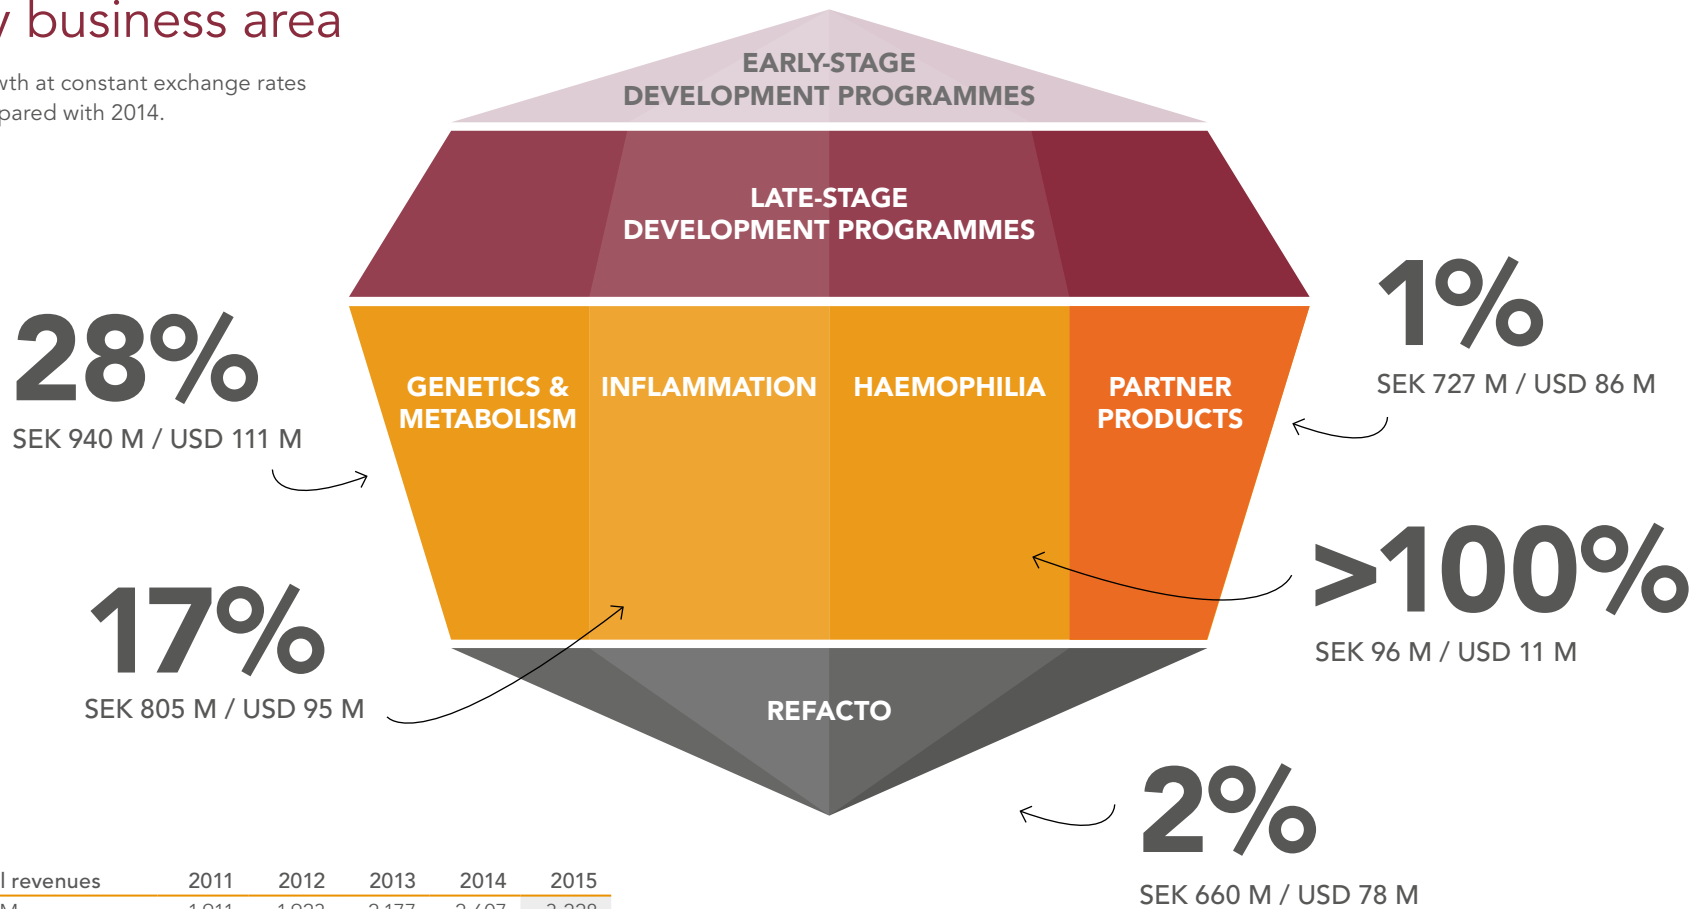 business area
at constant exchange rates
with 2014.
EARLY-STAGE
DEVELOPMENT PROGRAMMES
LATE-STAGE
DEVELOPMENT PROGRAMMES
28%
SEK 940 M / USD 111 M
GENETICS &
METABOLISM
INFLAMMATION
HAEMOPHILIA
PARTNER
PRODUCTS
1%
SEK 727 M / USD 86 M
17%
SEK 805 M / USD 95 M
>100%
SEK 96 M / USD 11 M
REFACTO
2%
SEK 660 M / USD 78 M
revenues 2011 2012 2013 2014 2015